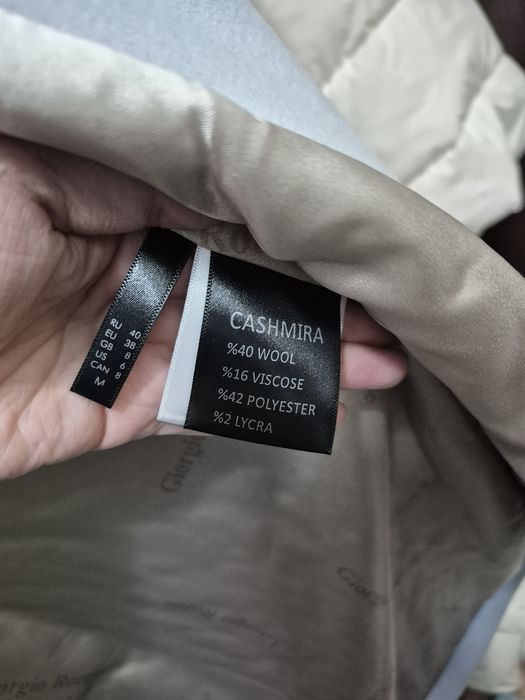 RU 40
EU 38
GB 8
US 6
CAN 8
M
CASHMIRA
%40 WOOL
%16 VISCOSE
%42 POLYESTER
%2 LYCRA
Giorgio